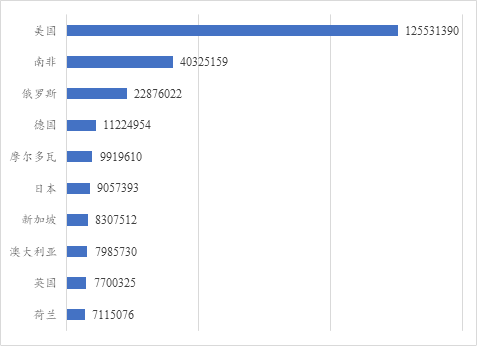 美国 125531390
南非 40325159
俄罗斯 22876022
德国 11224954
摩尔多瓦 9919610
日本 9057393
新加坡 8307512
澳大利亚 7985730
英国 7700325
荷兰 7115076